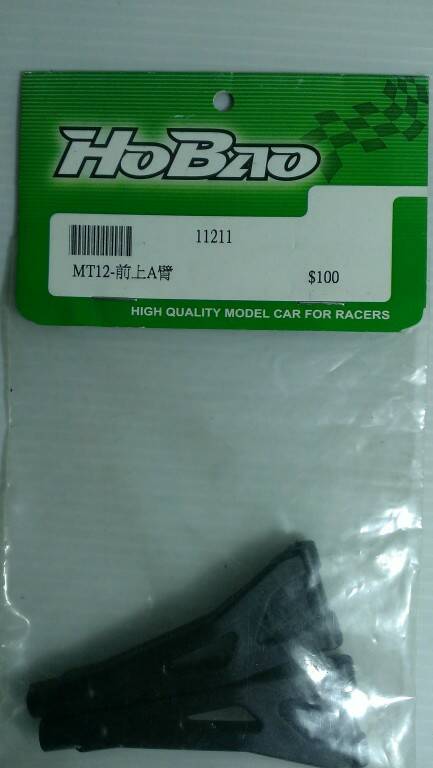 HOBAO
11211
MT12-前上A臂
$100
HIGH QUALITY MODEL CAR FOR RACERS